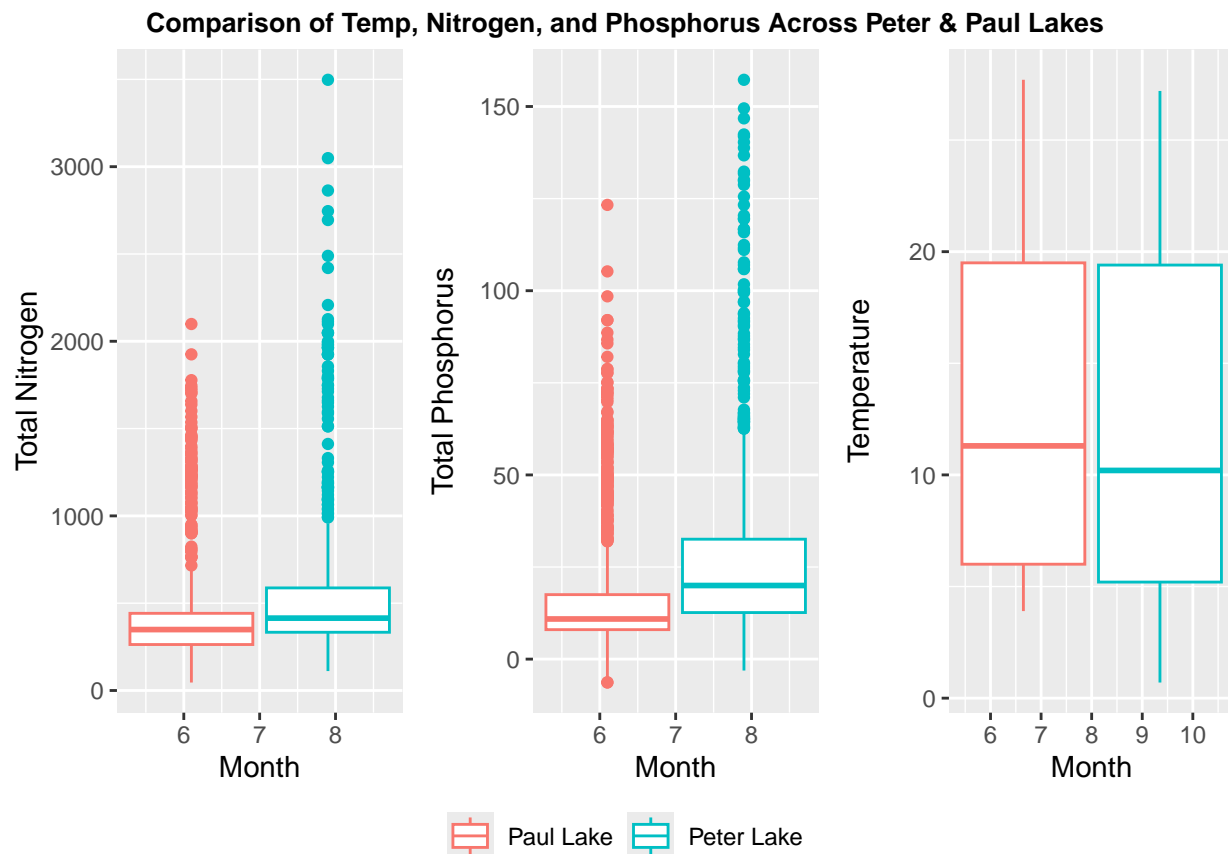 Comparison of Temp, Nitrogen, and Phosphorus Across Peter & Paul Lakes
Total Nitrogen
3000
2000
1000
0
6 7 8
Month
Total Phosphorus
150
100
50
0
6 7 8
Month
Temperature
20
10
0
6 7 8 9 10
Month
Paul Lake Peter Lake